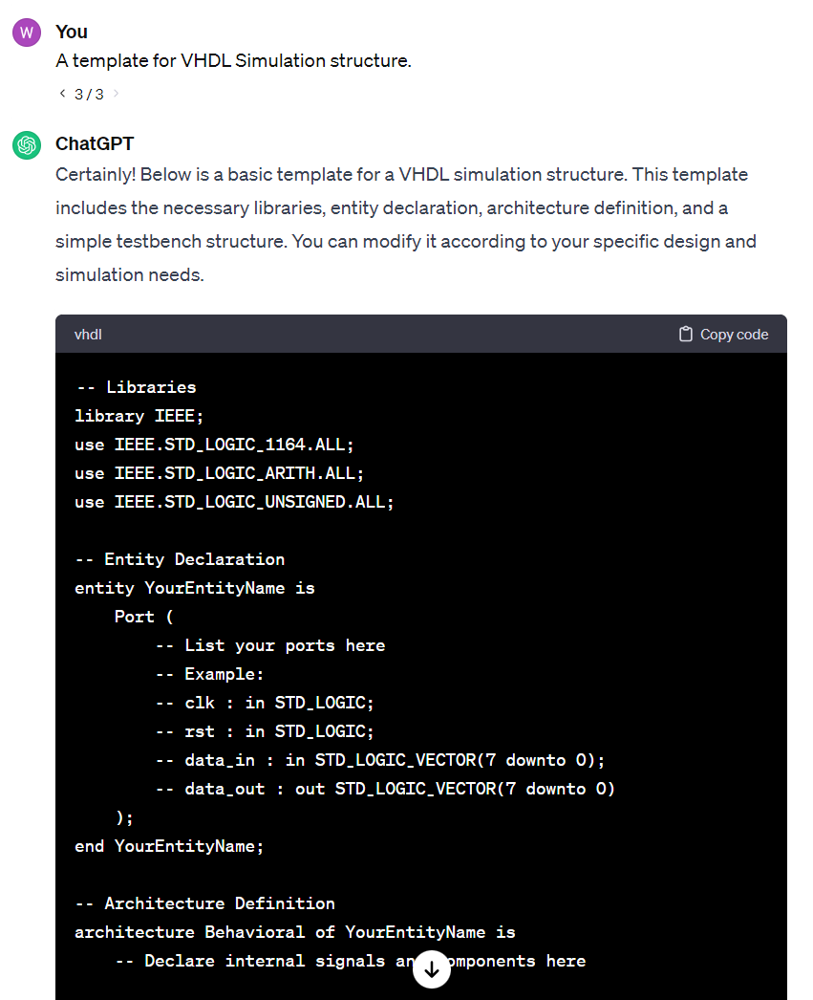 W
You
A template for VHDL Simulation structure.
< 3 / 3 >
ChatGPT
Certainly! Below is a basic template for a VHDL simulation structure. This template
includes the necessary libraries, entity declaration, architecture definition, and a
simple testbench structure. You can modify it according to your specific design and
simulation needs.
vhdl Copy code
-- Libraries
library IEEE;
use IEEE.STD_LOGIC_1164.ALL;
use IEEE.STD_LOGIC_ARITH.ALL;
use IEEE.STD_LOGIC_UNSIGNED.ALL;
-- Entity Declaration
entity YourEntityName is
Port (
-- List your ports here
-- Example:
-- clk : in STD_LOGIC;
-- rst : in STD_LOGIC;
-- data_in : in STD_LOGIC_VECTOR(7 downto 0);
-- data_out : out STD_LOGIC_VECTOR(7 downto 0)
);
end YourEntityName;
-- Architecture Definition
architecture Behavioral of YourEntityName is
-- Declare internal signals and components here